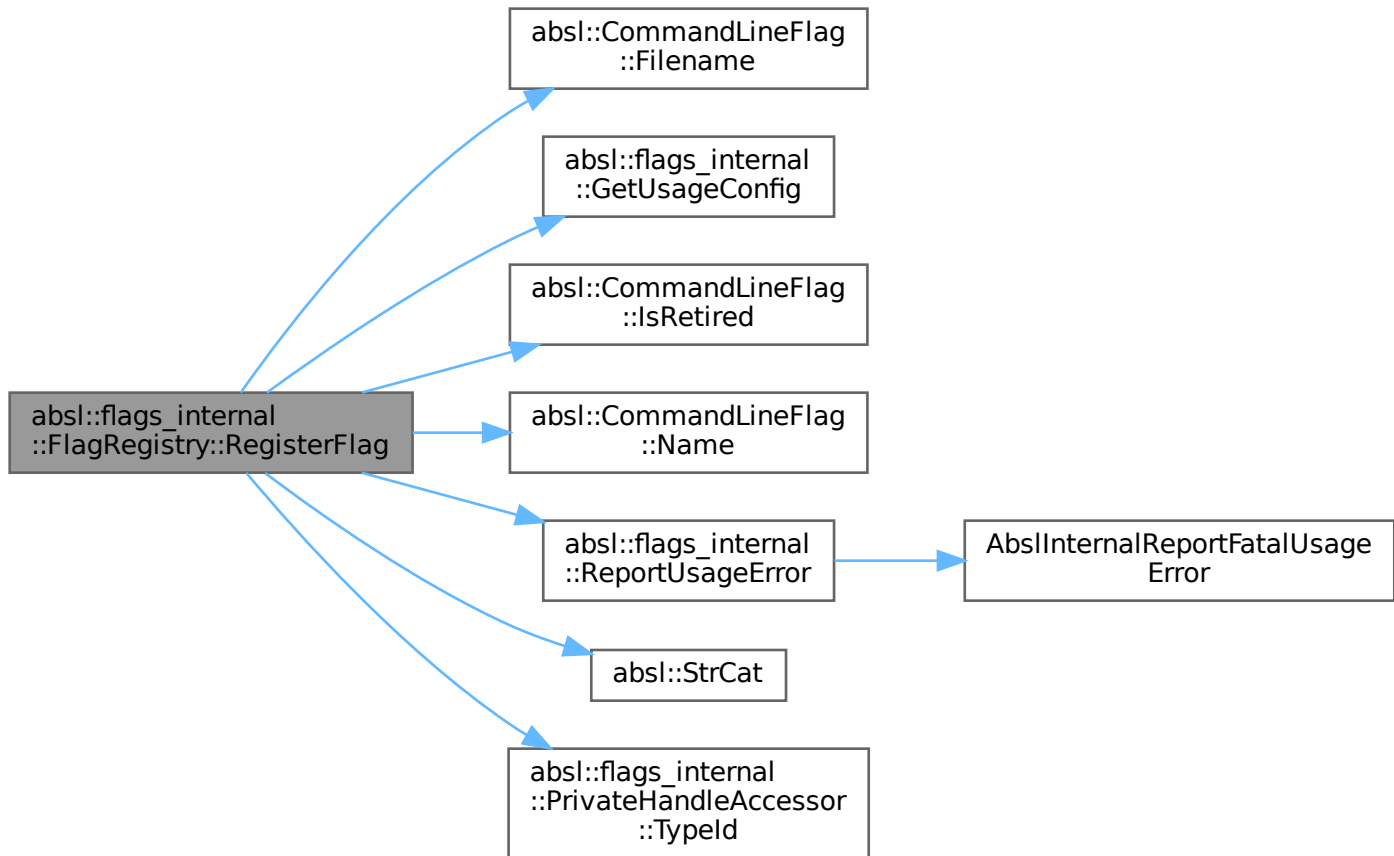 absl::CommandLineFlag
::Filename
absl::flags_internal
::GetUsageConfig
absl::CommandLineFlag
::IsRetired
absl::flags_internal
::FlagRegistry::RegisterFlag
absl::CommandLineFlag
::Name
absl::flags_internal
::ReportUsageError
AbslInternalReportFatalUsage
Error
absl::StrCat
absl::flags_internal
::PrivateHandleAccessor
::TypeId